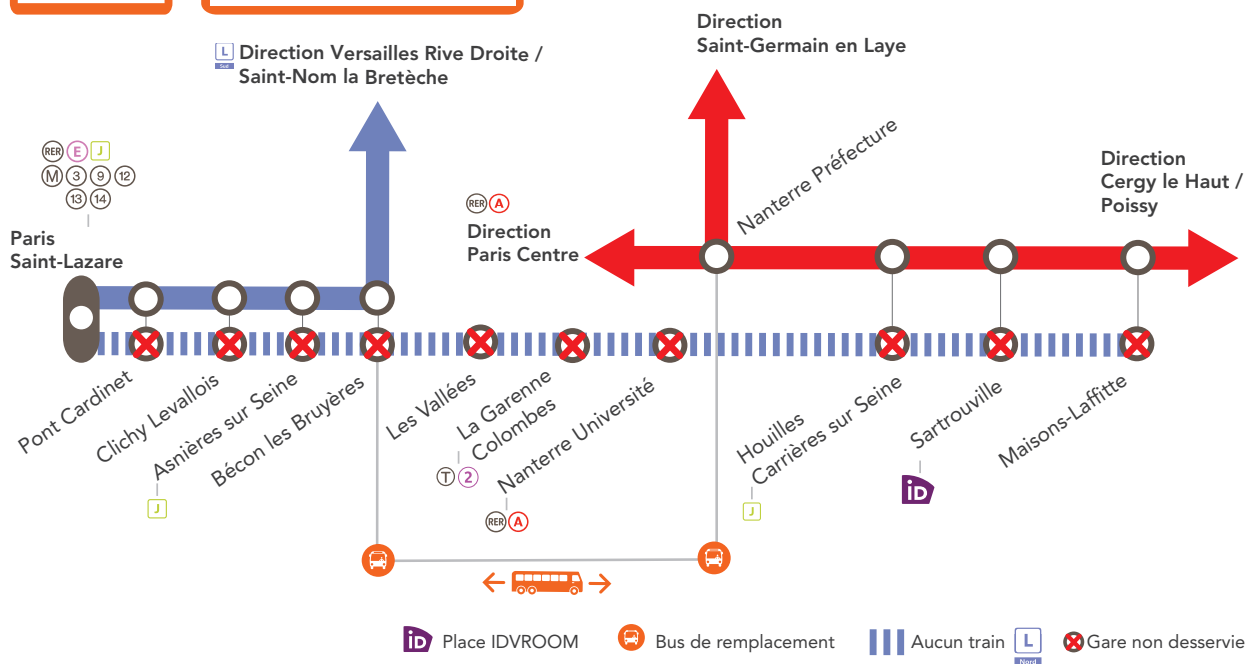 Direction
Saint-Germain en Laye
L
Sud
Direction Versailles Rive Droite /
Saint-Nom la Bretèche
Nanterre Préfecture
Direction
Cergy le Haut /
Poissy
RER E J
M 3 9 12
13 14
RER A
Direction
Paris Centre
Paris
Saint-Lazare
Pont Cardinet
Clichy Levallois
Asnières sur Seine
J
Bécon les Bruyères
Les Vallées
La Garenne
Colombes
T 2
Nanterre Université
RER A
Houilles
Carrières sur Seine
J
Sartrouville
iD
Maisons-Laffitte
iD Place IDVROOM
Bus de remplacement
Aucun train L
Nord
Gare non desservie